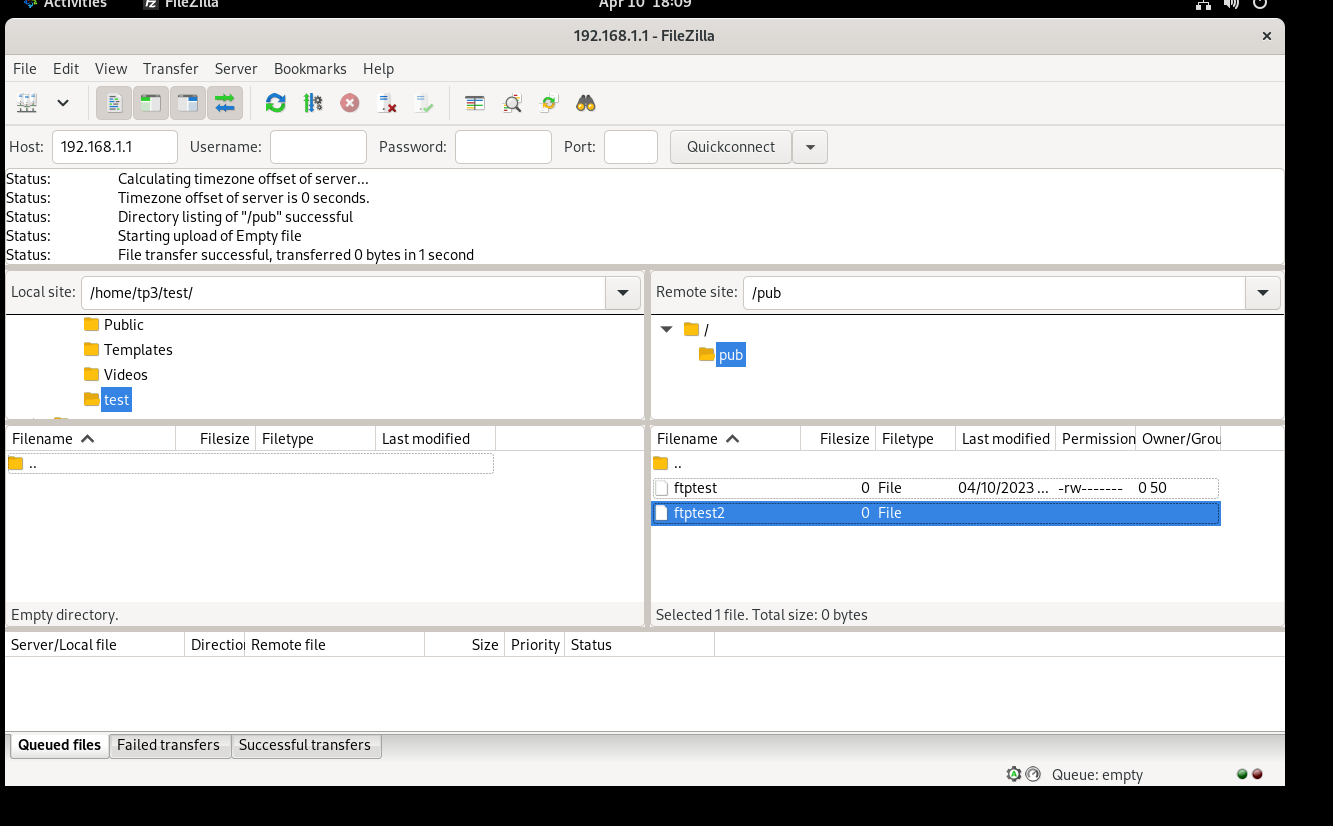 Activities FileZilla Apr 10 18:09
192.168.1.1 - FileZilla ×
File Edit View Transfer Server Bookmarks Help
Host: 192.168.1.1 Username: Password: Port: Quickconnect
Status: Calculating timezone offset of server...
Status: Timezone offset of server is 0 seconds.
Status: Directory listing of "/pub" successful
Status: Starting upload of Empty file
Status: File transfer successful, transferred 0 bytes in 1 second
Local site: /home/tp3/test/
Public
Templates
Videos
test
Filename Filesize Filetype Last modified
..
Empty directory.
Remote site: /pub
/
pub
Filename Filesize Filetype Last modified Permission Owner/Grou
..
ftptest 0 File 04/10/2023 ... -rw------- 0 50
ftptest2 0 File
Selected 1 file. Total size: 0 bytes
Server/Local file Direction Remote file Size Priority Status
Queued files Failed transfers Successful transfers
Queue: empty